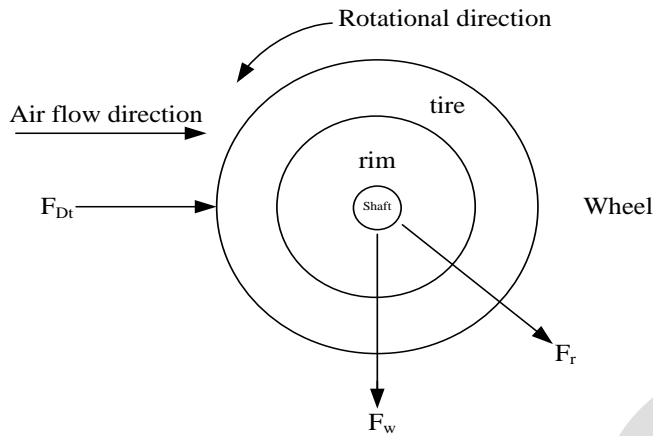 Rotational direction
tire
Air flow direction
rim
F_Dt
Shaft
Wheel
F_r
F_w